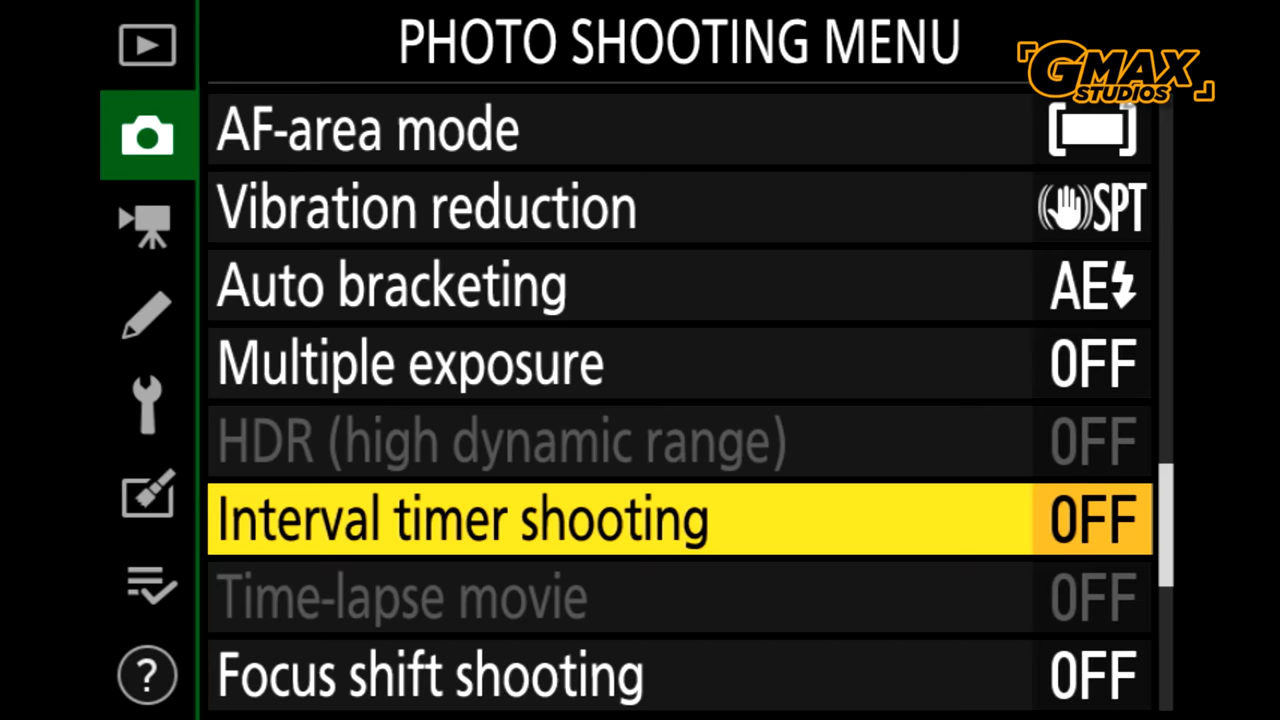 PHOTO SHOOTING MENU
GMAX
STUDIOS
AF-area mode
Vibration reduction SPT
Auto bracketing AE
Multiple exposure OFF
HDR (high dynamic range) OFF
Interval timer shooting OFF
Time-lapse movie OFF
Focus shift shooting OFF
?